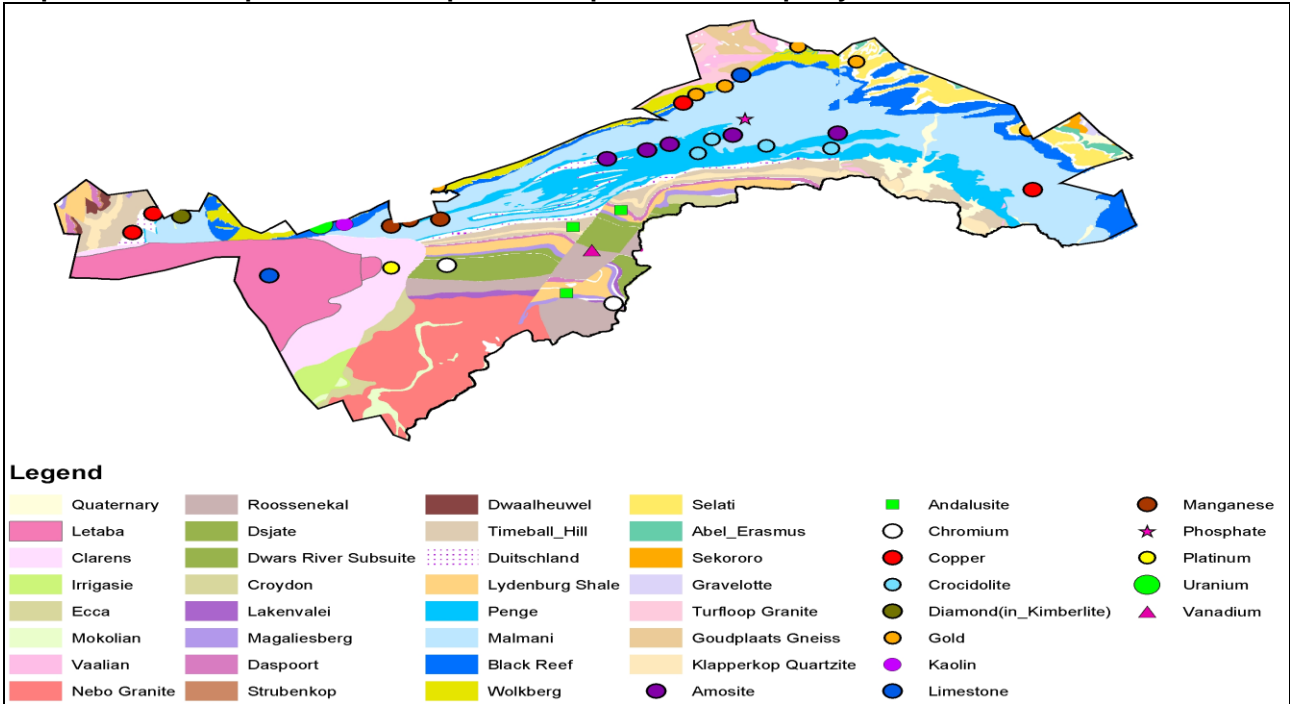 Legend
Quaternary
Letaba
Clarens
Irrigasie
Ecca
Mokolian
Vaalian
Nebo Granite
Roossenekal
Dsjate
Dwars River Subsuite
Croydon
Lakenvalei
Magaliesberg
Daspoort
Strubenkop
Dwaalheuwel
Timeball_Hill
Duitschland
Lydenburg Shale
Penge
Malmani
Black Reef
Wolkberg
Selati
Abel_Erasmus
Sekororo
Gravelotte
Turfloop Granite
Goudplaats Gneiss
Klapperkop Quartzite
Amosite
Andalusite
Chromium
Copper
Crocidolite
Diamond(in_Kimberlite)
Gold
Kaolin
Limestone
Manganese
Phosphate
Platinum
Uranium
Vanadium